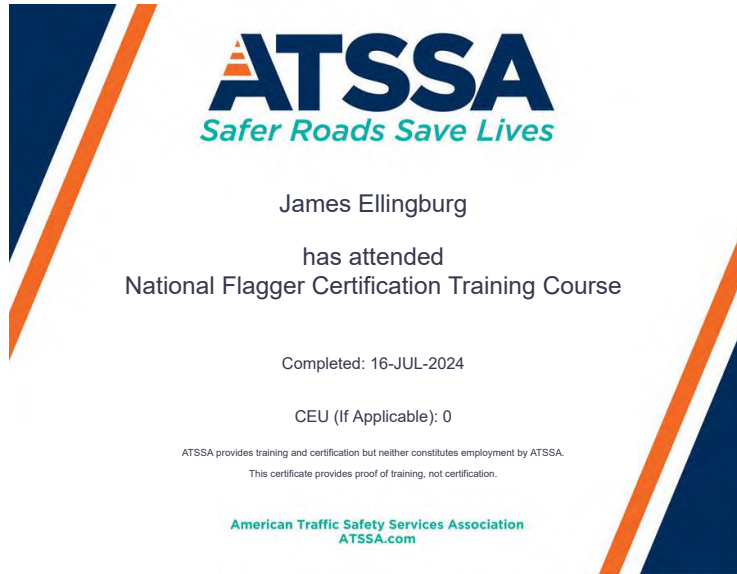 ATSSA
Safer Roads Save Lives
James Ellingburg
has attended
National Flagger Certification Training Course
Completed: 16-JUL-2024
CEU (If Applicable): 0
ATSSA provides training and certification but neither constitutes employment by ATSSA.
This certificate provides proof of training, not certification.
American Traffic Safety Services Association
ATSSA.com